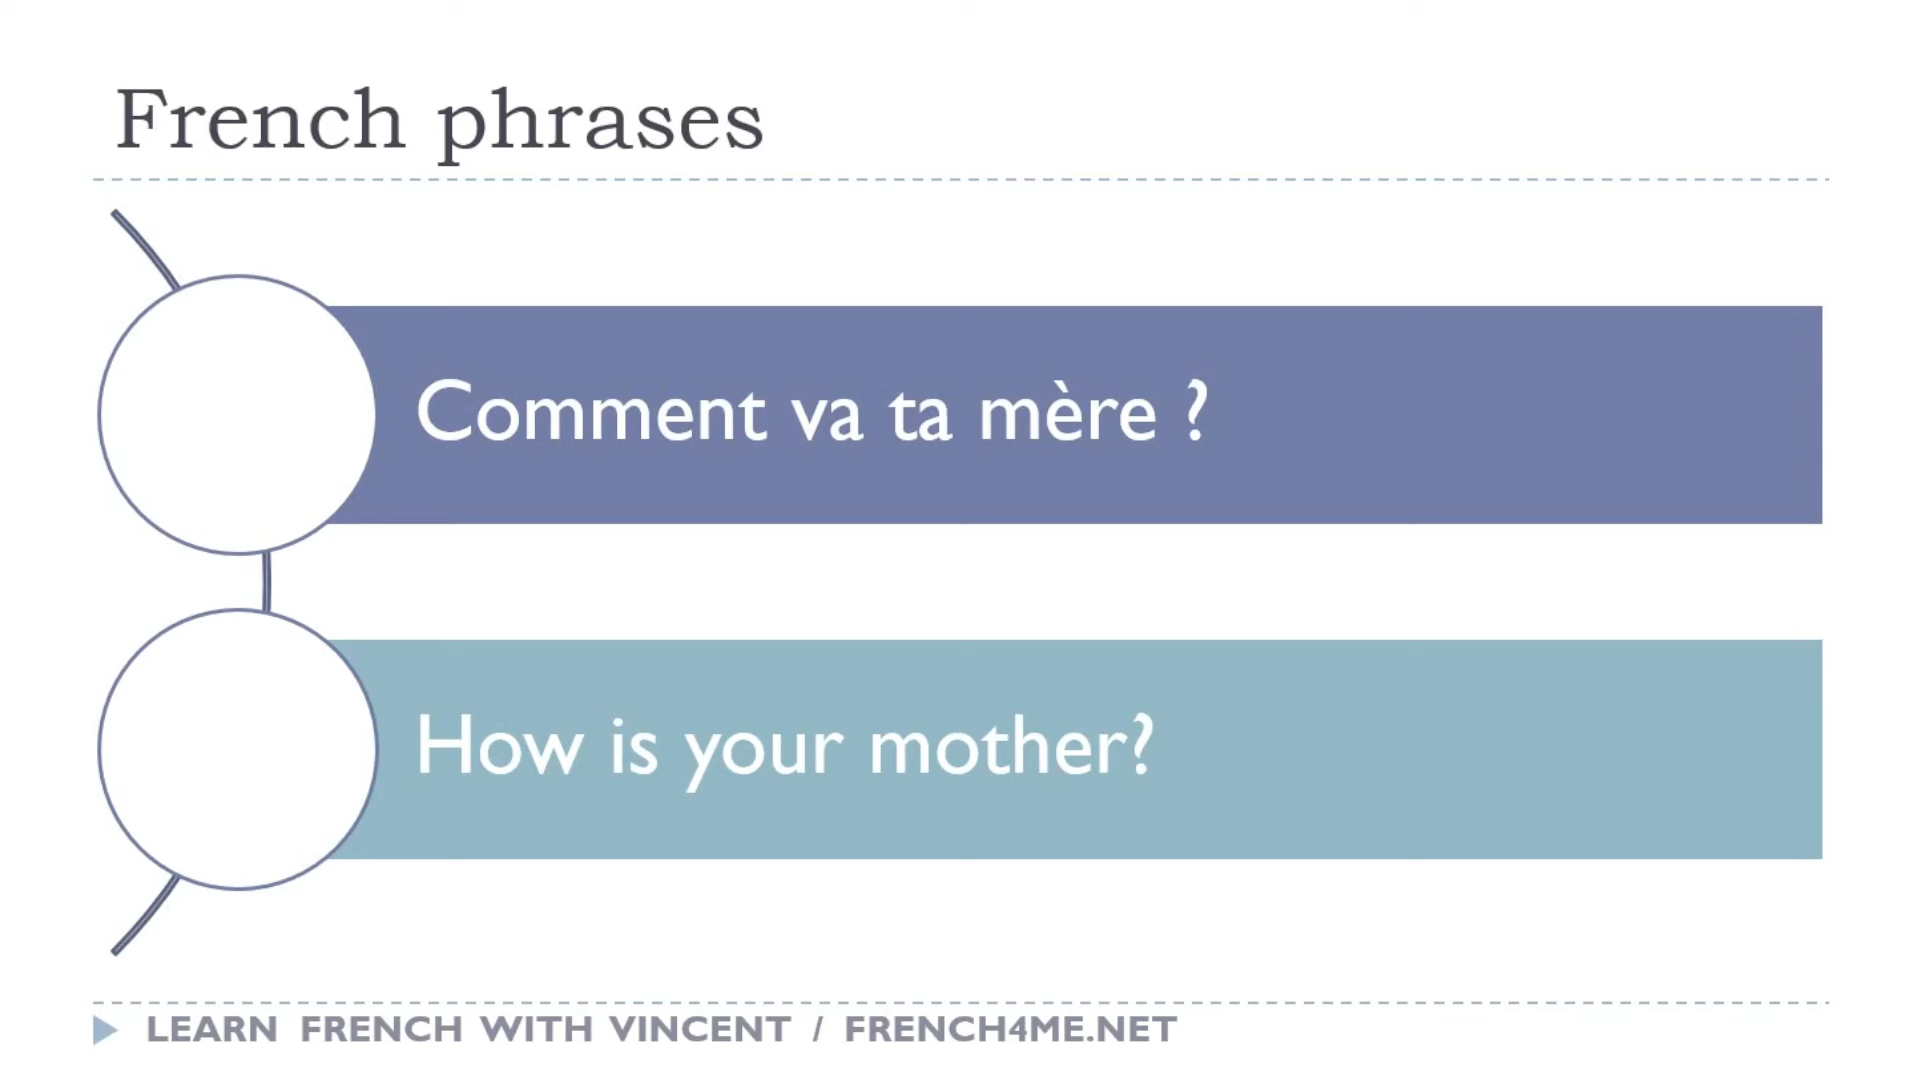 French phrases
Comment va ta mère ?
How is your mother?
LEARN FRENCH WITH VINCENT / FRENCH4ME.NET